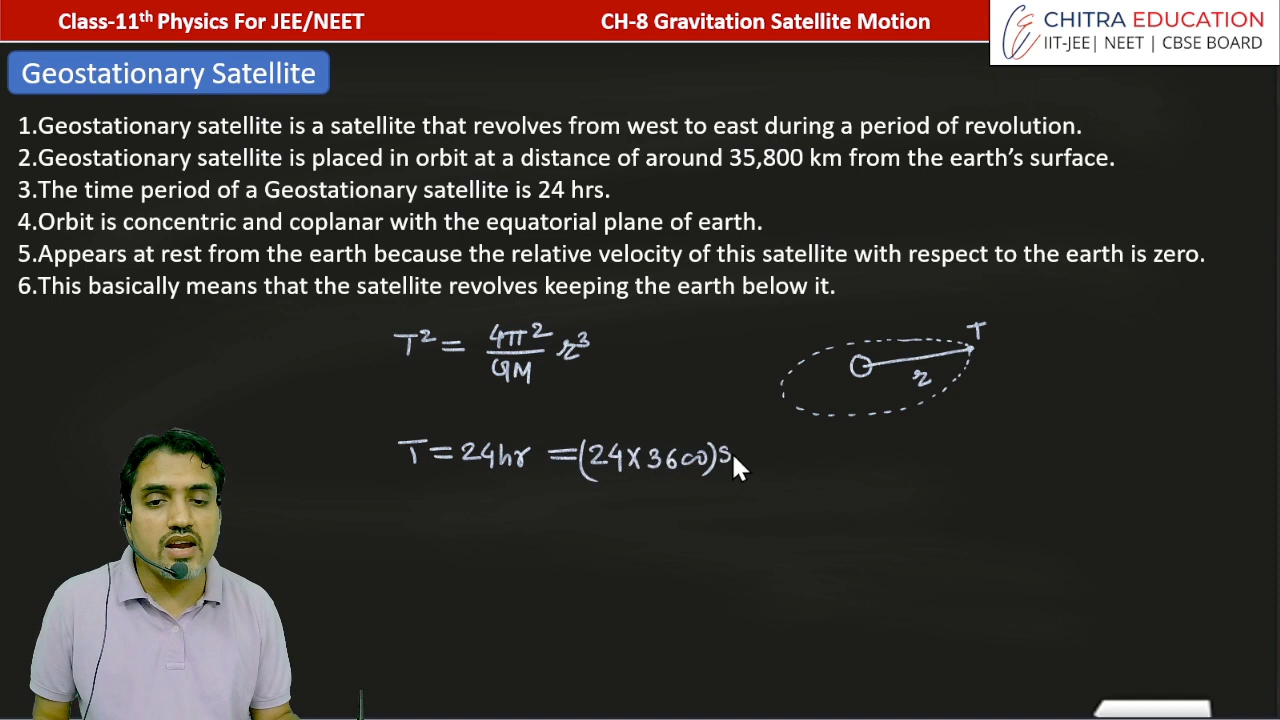 Class-11th Physics For JEE/NEET
CH-8 Gravitation Satellite Motion
CHITRA EDUCATION
IIT-JEE| NEET | CBSE BOARD
Geostationary Satellite
1.Geostationary satellite is a satellite that revolves from west to east during a period of revolution.
2.Geostationary satellite is placed in orbit at a distance of around 35,800 km from the earth’s surface.
3.The time period of a Geostationary satellite is 24 hrs.
4.Orbit is concentric and coplanar with the equatorial plane of earth.
5.Appears at rest from the earth because the relative velocity of this satellite with respect to the earth is zero.
6.This basically means that the satellite revolves keeping the earth below it.
T² = 4π²/GM r³
T
r
T = 24hr = (24×3600)s